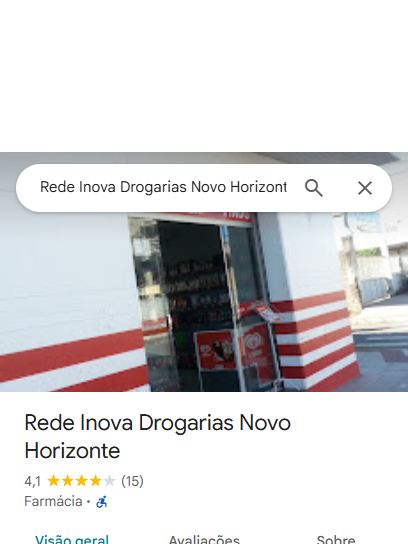 Rede Inova Drogarias Novo Horizont
Rede Inova Drogarias Novo
Horizonte
4,1 (15)
Farmácia ·
Visão geral Avaliações Sobre